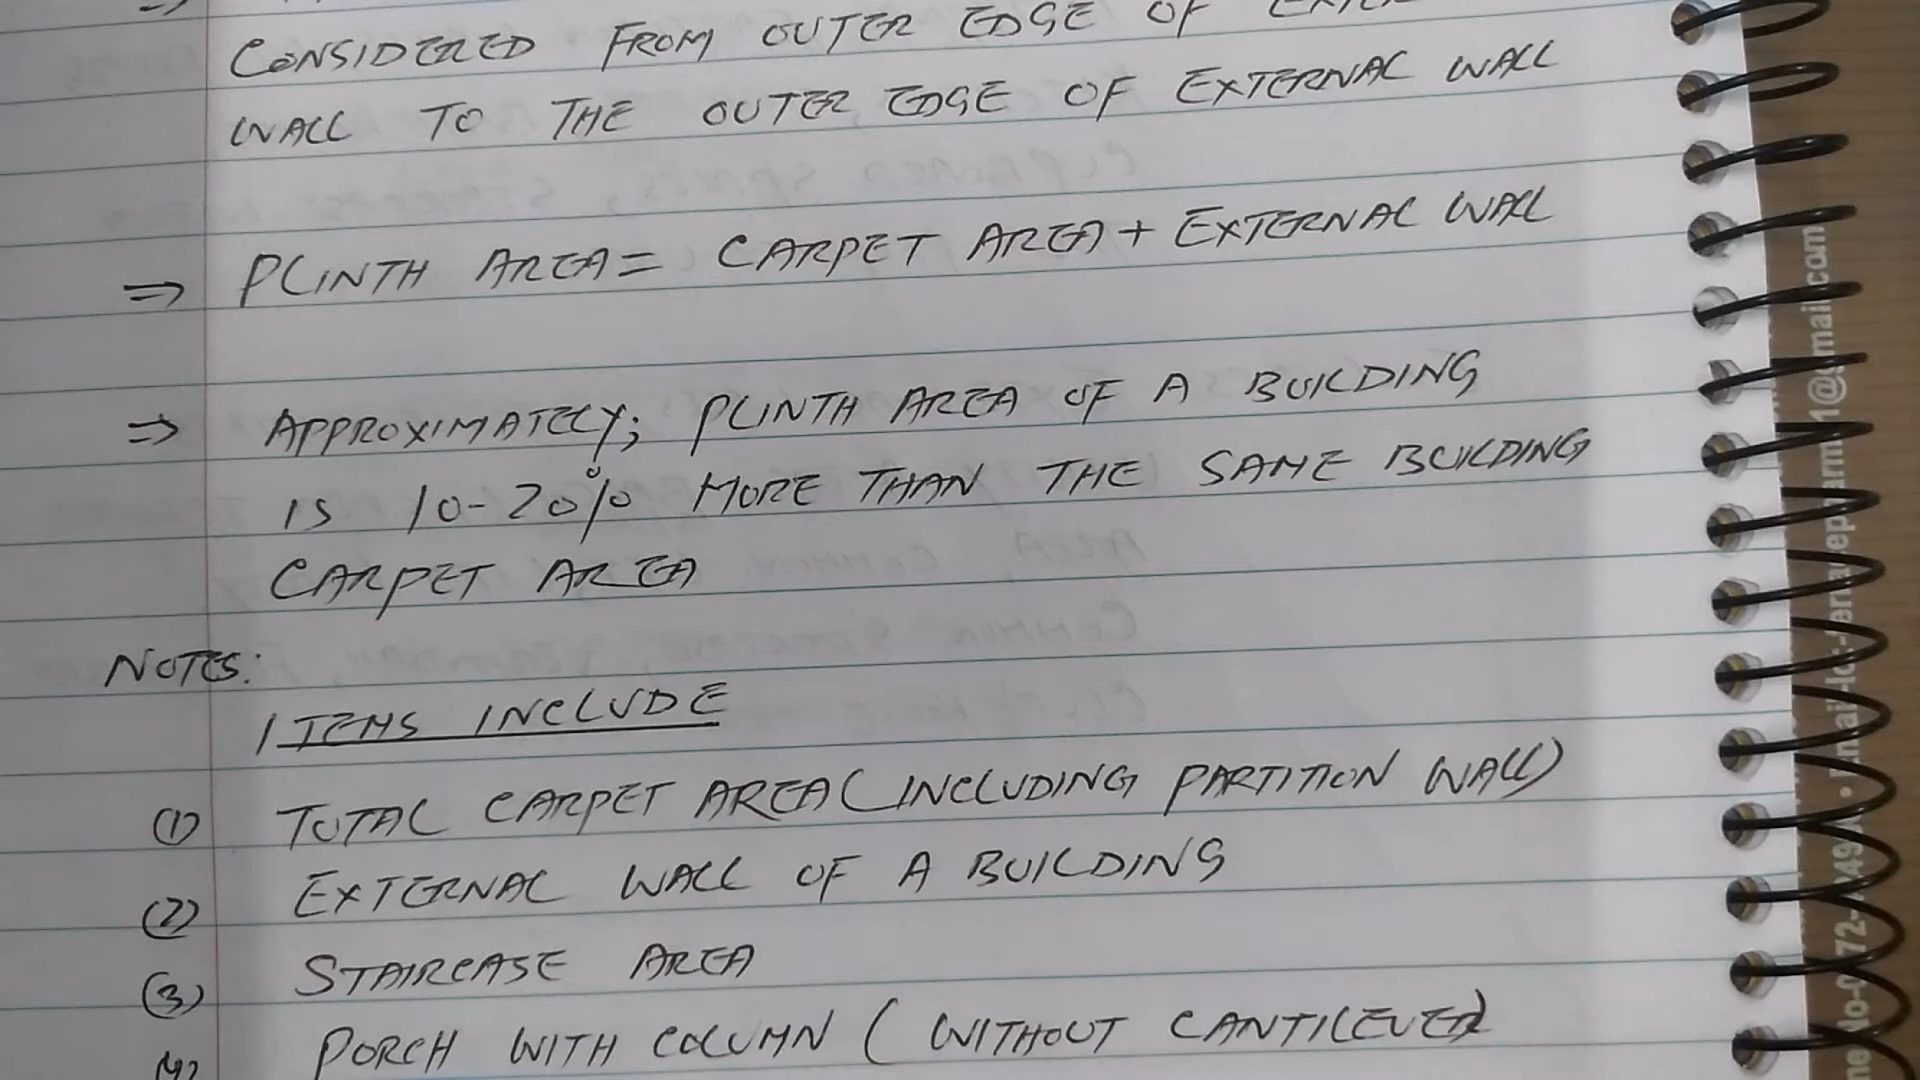 CONSIDERED FROM OUTER EDGE OF
WALL TO THE OUTER EDGE OF EXTERNAL WALL
⇒ PLINTH AREA = CARPET AREA + EXTERNAL WALL
⇒ APPROXIMATELY; PLINTH AREA OF A BUILDING
IS 10-20% MORE THAN THE SAME BUILDING
CARPET AREA
NOTES:
ITEMS INCLUDE
(1) TOTAL CARPET AREA (INCLUDING PARTITION WALL)
(2) EXTERNAL WALL OF A BUILDING
(3) STAIRCASE AREA
(4) PORCH WITH COLUMN ( WITHOUT CANTILEVER)